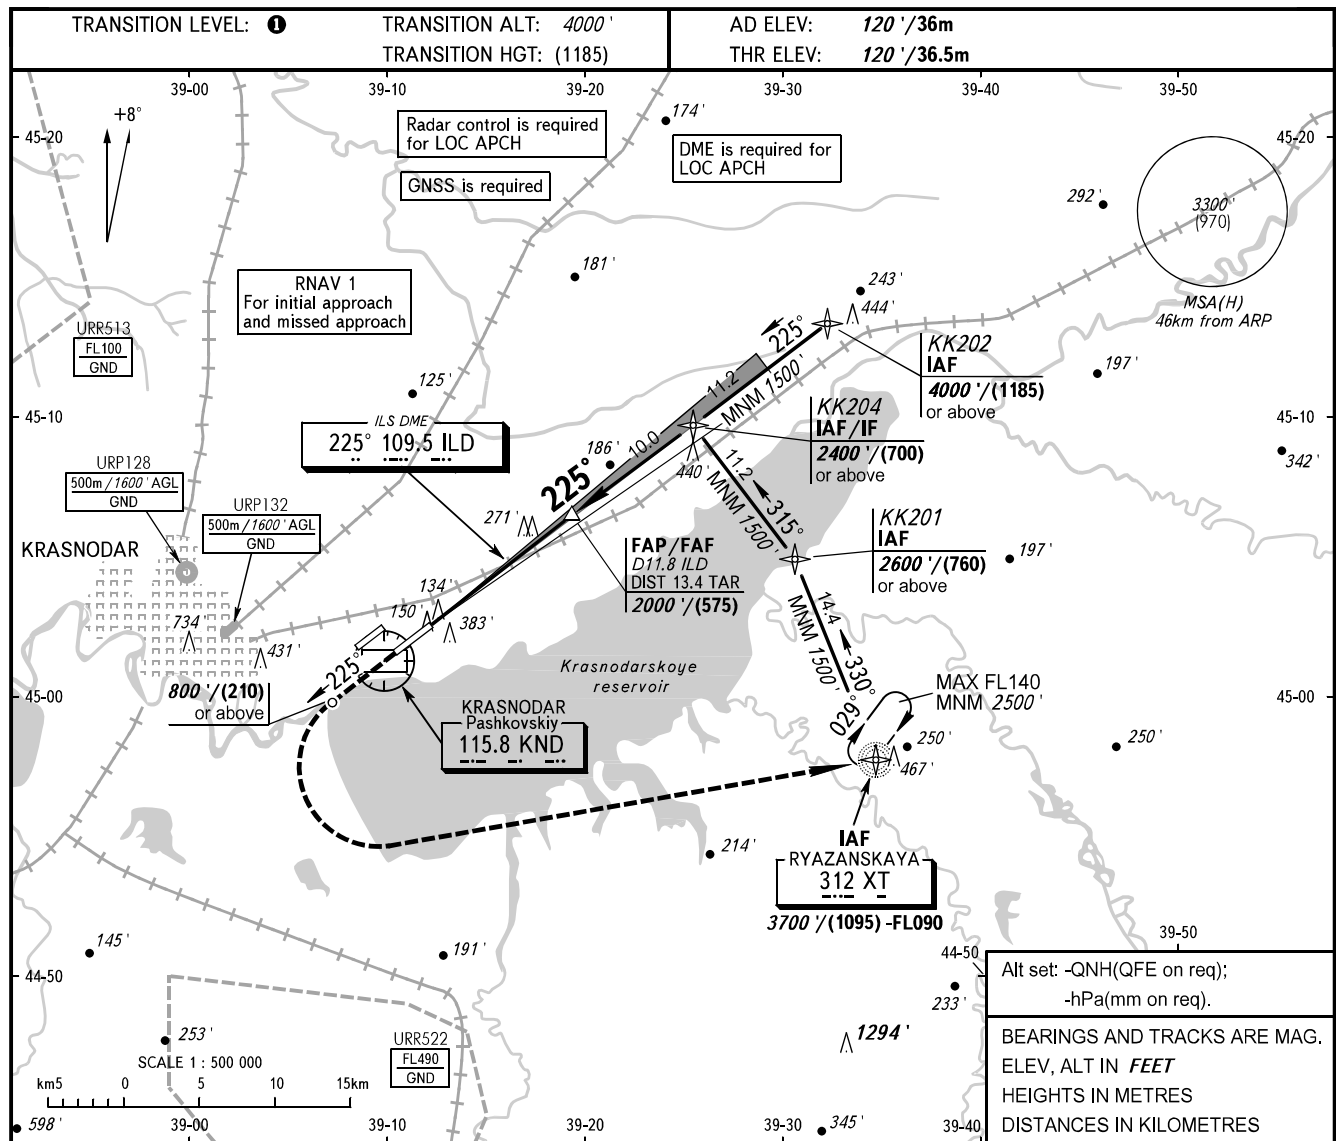 TRANSITION LEVEL: ❶
TRANSITION ALT: 4000 '
TRANSITION HGT: (1185)
AD ELEV: 120 '/36m
THR ELEV: 120 '/36.5m
39-00
39-10
39-20
39-30
39-40
39-50
+8°
45-20
45-20
Radar control is required
for LOC APCH
174 '
DME is required for
LOC APCH
GNSS is required
292 '
3300 '
(970)
MSA(H)
46km from ARP
181 '
243 '
444 '
RNAV 1
For initial approach
and missed approach
URR513
FL100
GND
225°
KK202
IAF
4000 '/(1185)
or above
197 '
125 '
11.2
MNM 1500 '
45-10
45-10
ILS DME
225° 109.5 ILD
KK204
IAF/IF
2400 '/(700)
or above
10.0
186 '
440 '
342 '
URP128
500m/1600 ' AGL
GND
225°
11.2
315°
MNM 1500 '
URP132
500m/1600 ' AGL
GND
271 '
KK201
IAF
2600 '/(760)
or above
KRASNODAR
FAP/FAF
D11.8 ILD
DIST 13.4 TAR
2000 '/(575)
197 '
134 '
150 '
383 '
14.4
330°
MNM 1500 '
734 '
431 '
225°
Krasnodarskoye
reservoir
800 '/(210)
or above
45-00
45-00
MAX FL140
MNM 2500 '
029°
KRASNODAR
Pashkovskiy
115.8 KND
250 '
250 '
467 '
214 '
IAF
RYAZANSKAYA
312 XT
3700 '/(1095) -FL090
145 '
191 '
39-50
44-50
44-50
233 '
Alt set: -QNH(QFE on req);
-hPa(mm on req).
253 '
1294 '
URR522
FL490
GND
SCALE 1 : 500 000
km5 0 5 10 15km
BEARINGS AND TRACKS ARE MAG.
ELEV, ALT IN FEET
HEIGHTS IN METRES
DISTANCES IN KILOMETRES
598 '
39-00
39-10
39-20
39-30
345 '
39-40